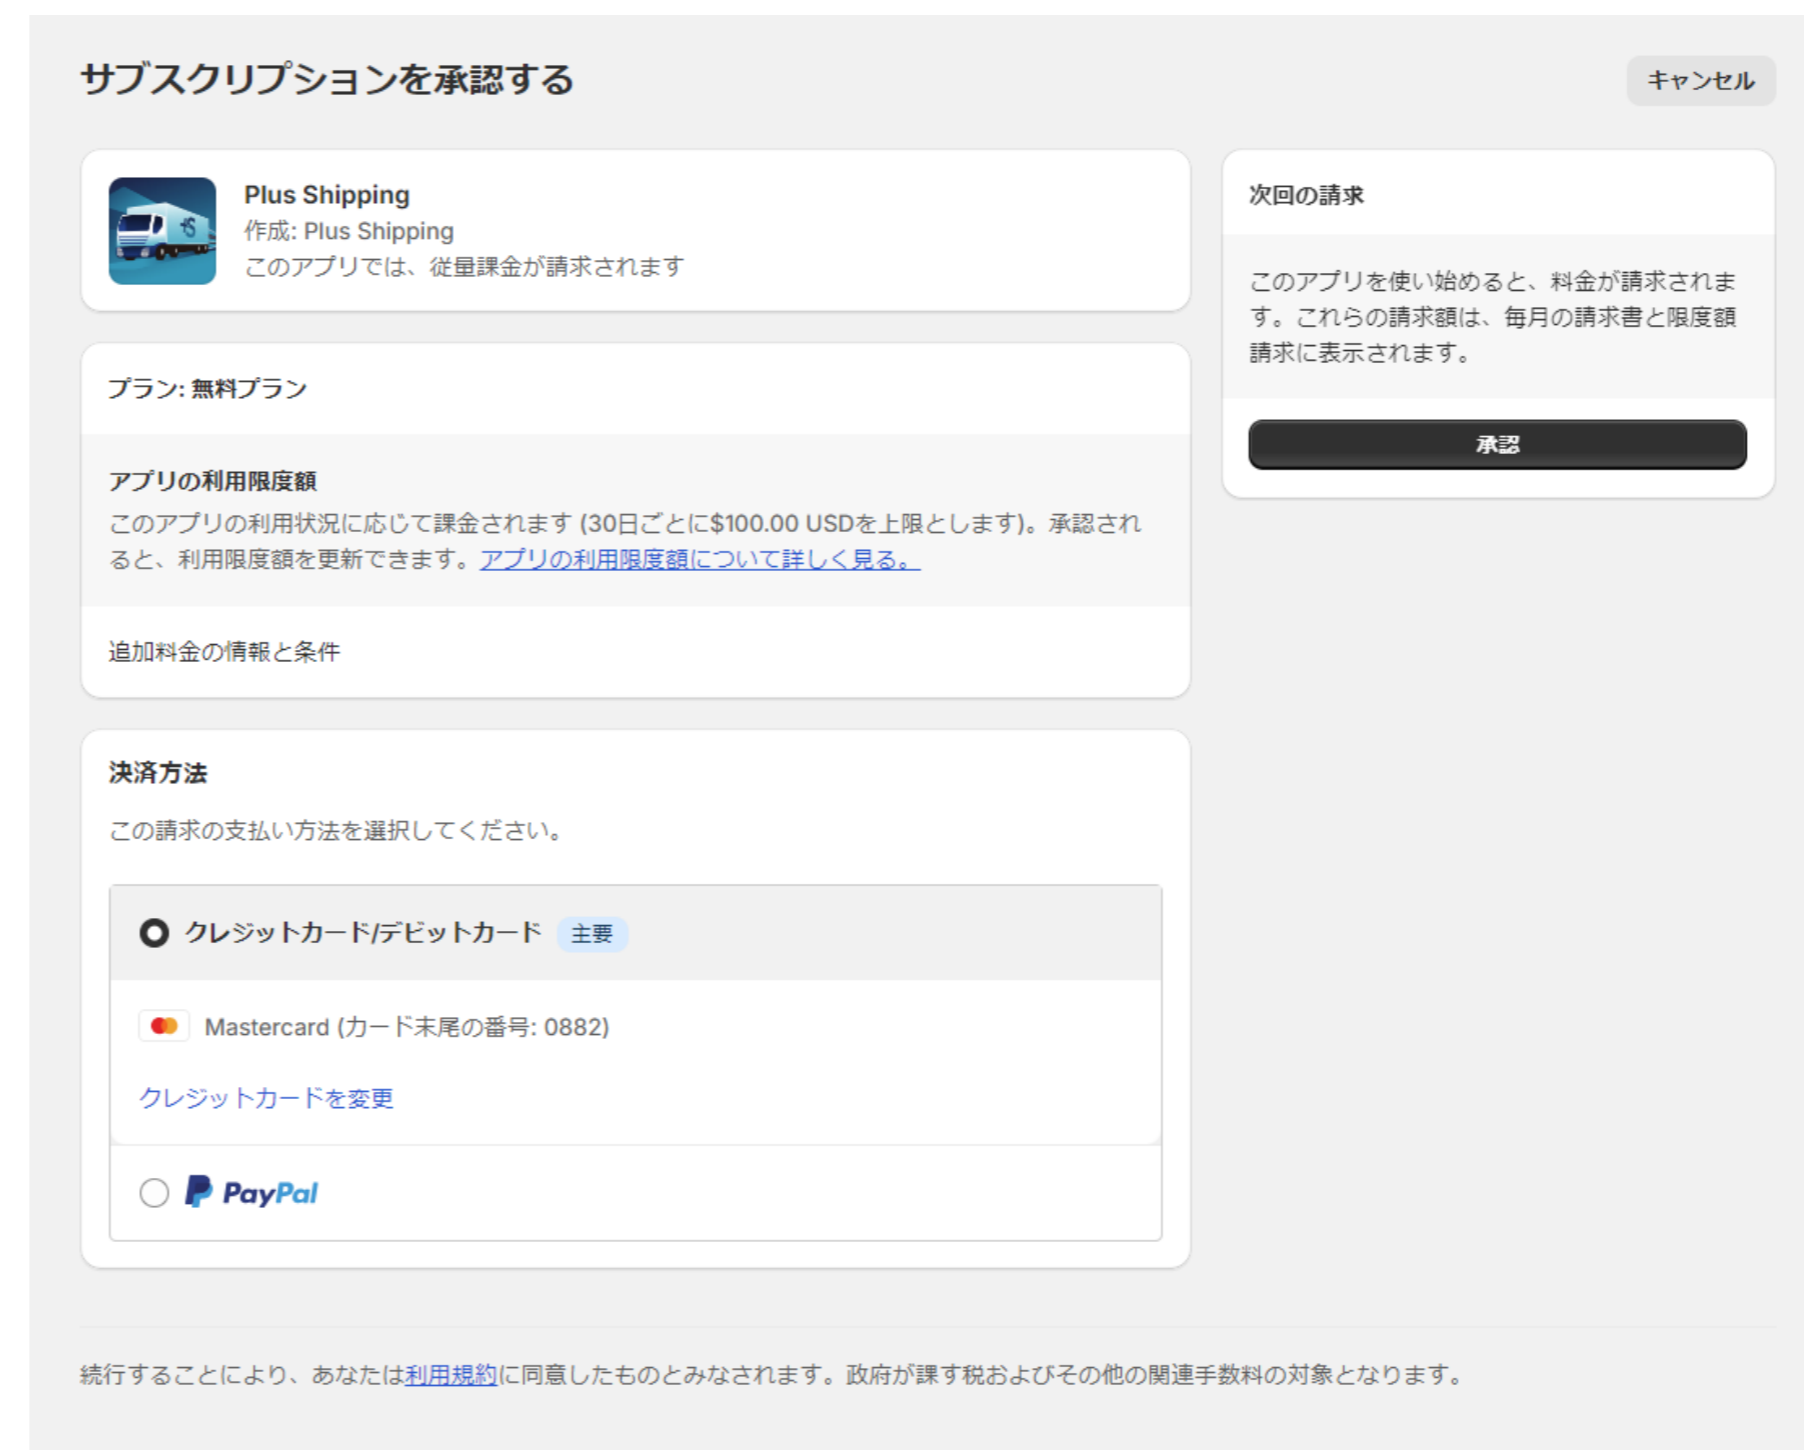 サブスクリプションを承認する
キャンセル
Plus Shipping
作成: Plus Shipping
このアプリでは、従量課金が請求されます
次回の請求
このアプリを使い始めると、料金が請求されま
す。これらの請求額は、毎月の請求書と限度額
請求に表示されます。
承認
プラン: 無料プラン
アプリの利用限度額
このアプリの利用状況に応じて課金されます (30日ごとに$100.00 USDを上限とします)。承認され
ると、利用限度額を更新できます。アプリの利用限度額について詳しく見る。
追加料金の情報と条件
決済方法
この請求の支払い方法を選択してください。
クレジットカード/デビットカード 主要
Mastercard (カード末尾の番号: 0882)
クレジットカードを変更
PayPal
続行することにより、あなたは利用規約に同意したものとみなされます。政府が課す税およびその他の関連手数料の対象となります。